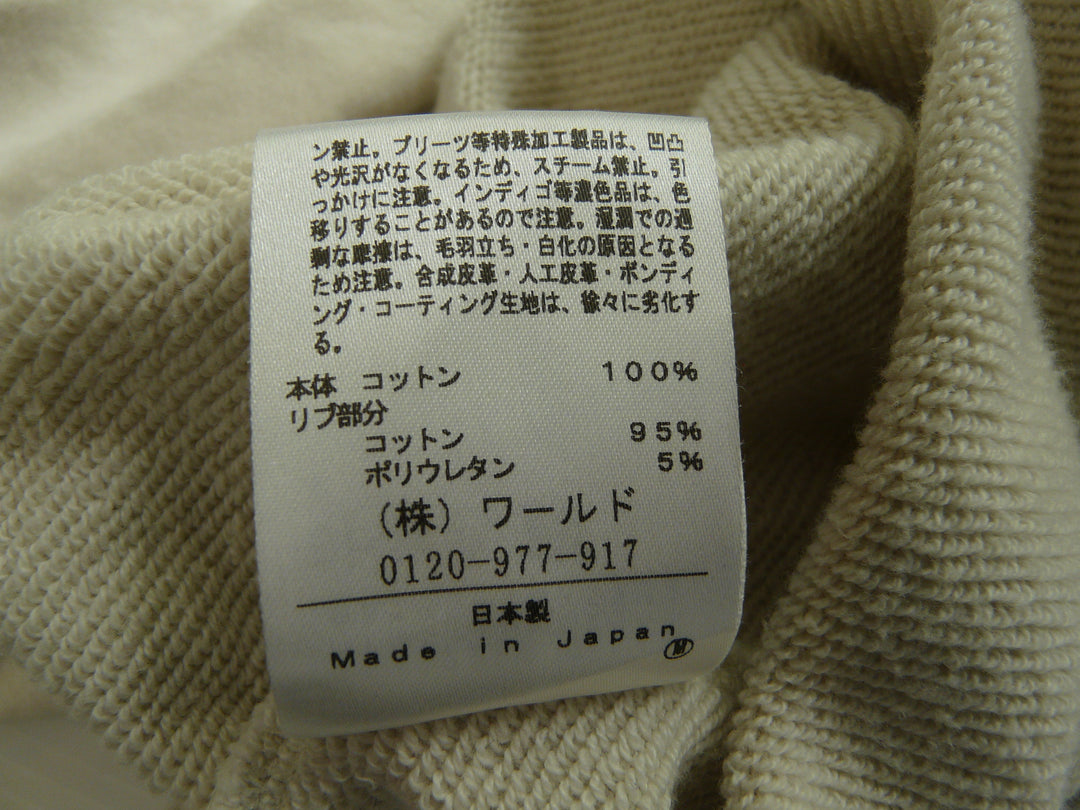 ン禁止。プリーツ等特殊加工製品は、凹凸
や光沢がなくなるため、スチーム禁止。引
っかけに注意。インディゴ等濃色品は、色
移りすることがあるので注意。湿潤での過
剰な摩擦は、毛羽立ち・白化の原因となる
ため注意。合成皮革・人工皮革・ボンディ
ング・コーティング生地は、徐々に劣化す
る。
本体 コットン 100%
リブ部分
コットン 95%
ポリウレタン 5%
(株) ワールド
0120-977-917
日本製
Made in Japan
M